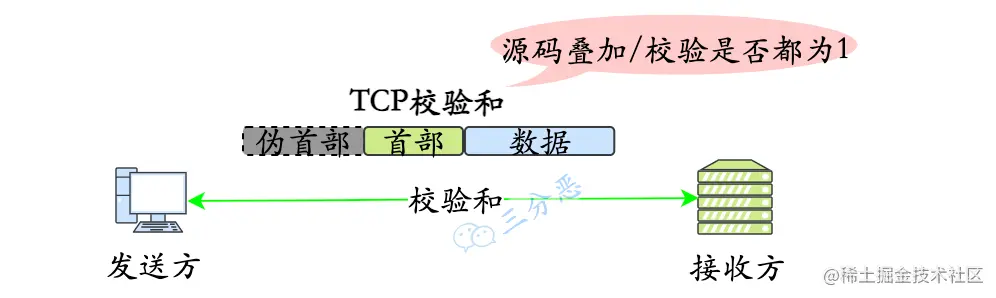 源码叠加/校验是否都为1
TCP校验和
伪首部 首部 数据
校验和
三分恶
发送方 接收方
@稀土掘金技术社区